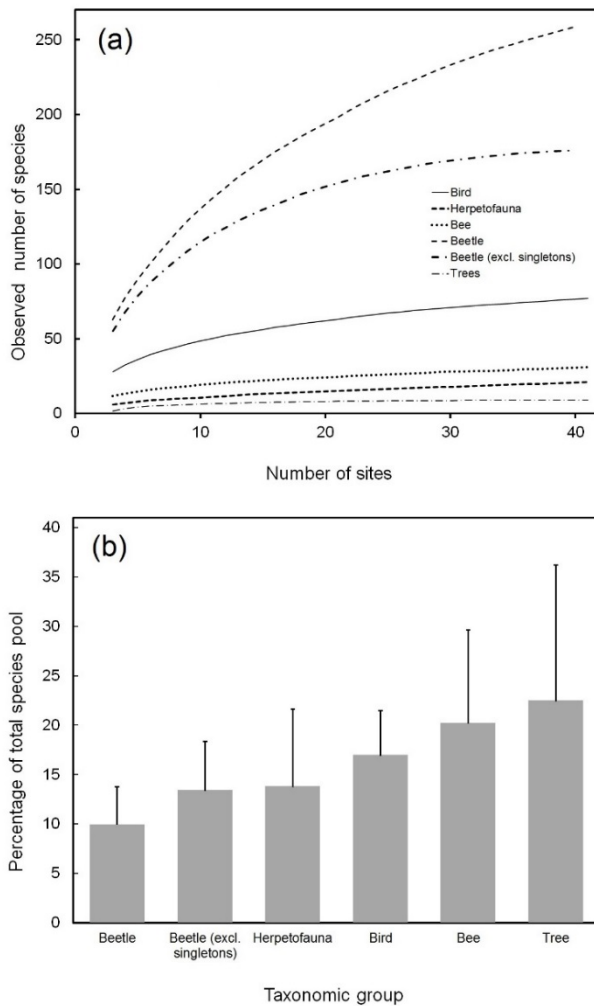 (a)
250
200
150
100
50
0
Observed number of species
Bird
Herpetofauna
Bee
Beetle
Beetle (excl. singletons)
Trees
0 10 20 30 40
Number of sites
(b)
40
35
30
25
20
15
10
5
0
Percentage of total species pool
Beetle Beetle (excl. Herpetofauna Bird Bee Tree
singletons)
Taxonomic group